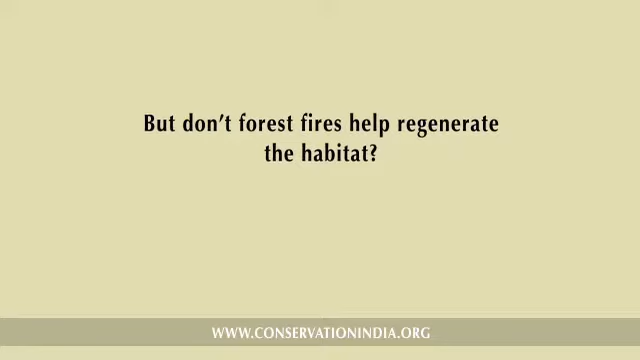 But don't forest fires help regenerate
the habitat?
WWW.CONSERVATIONINDIA.ORG